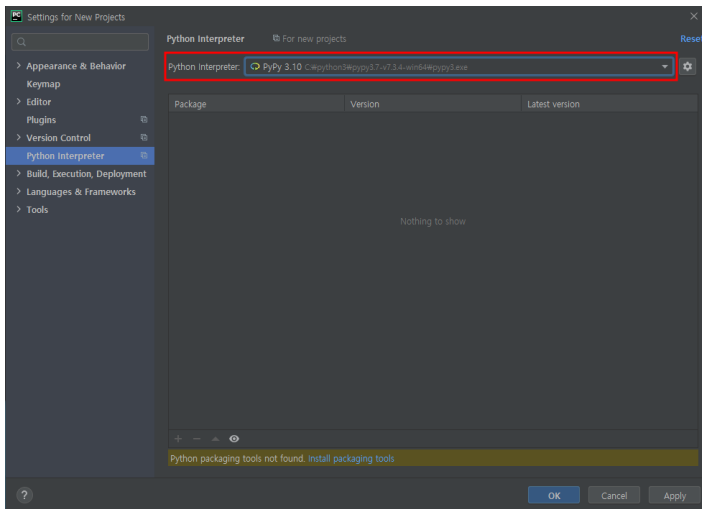 PC Settings for New Projects
Python Interpreter For new projects Reset
Appearance & Behavior
Keymap
Editor
Plugins
Version Control
Python Interpreter
Build, Execution, Deployment
Languages & Frameworks
Tools
Python Interpreter: PyPy 3.10 C:₩python3₩pypy3.7-v7.3.4-win64₩pypy3.exe
Package Version Latest version
Nothing to show
Python packaging tools not found. Install packaging tools
? OK Cancel Apply